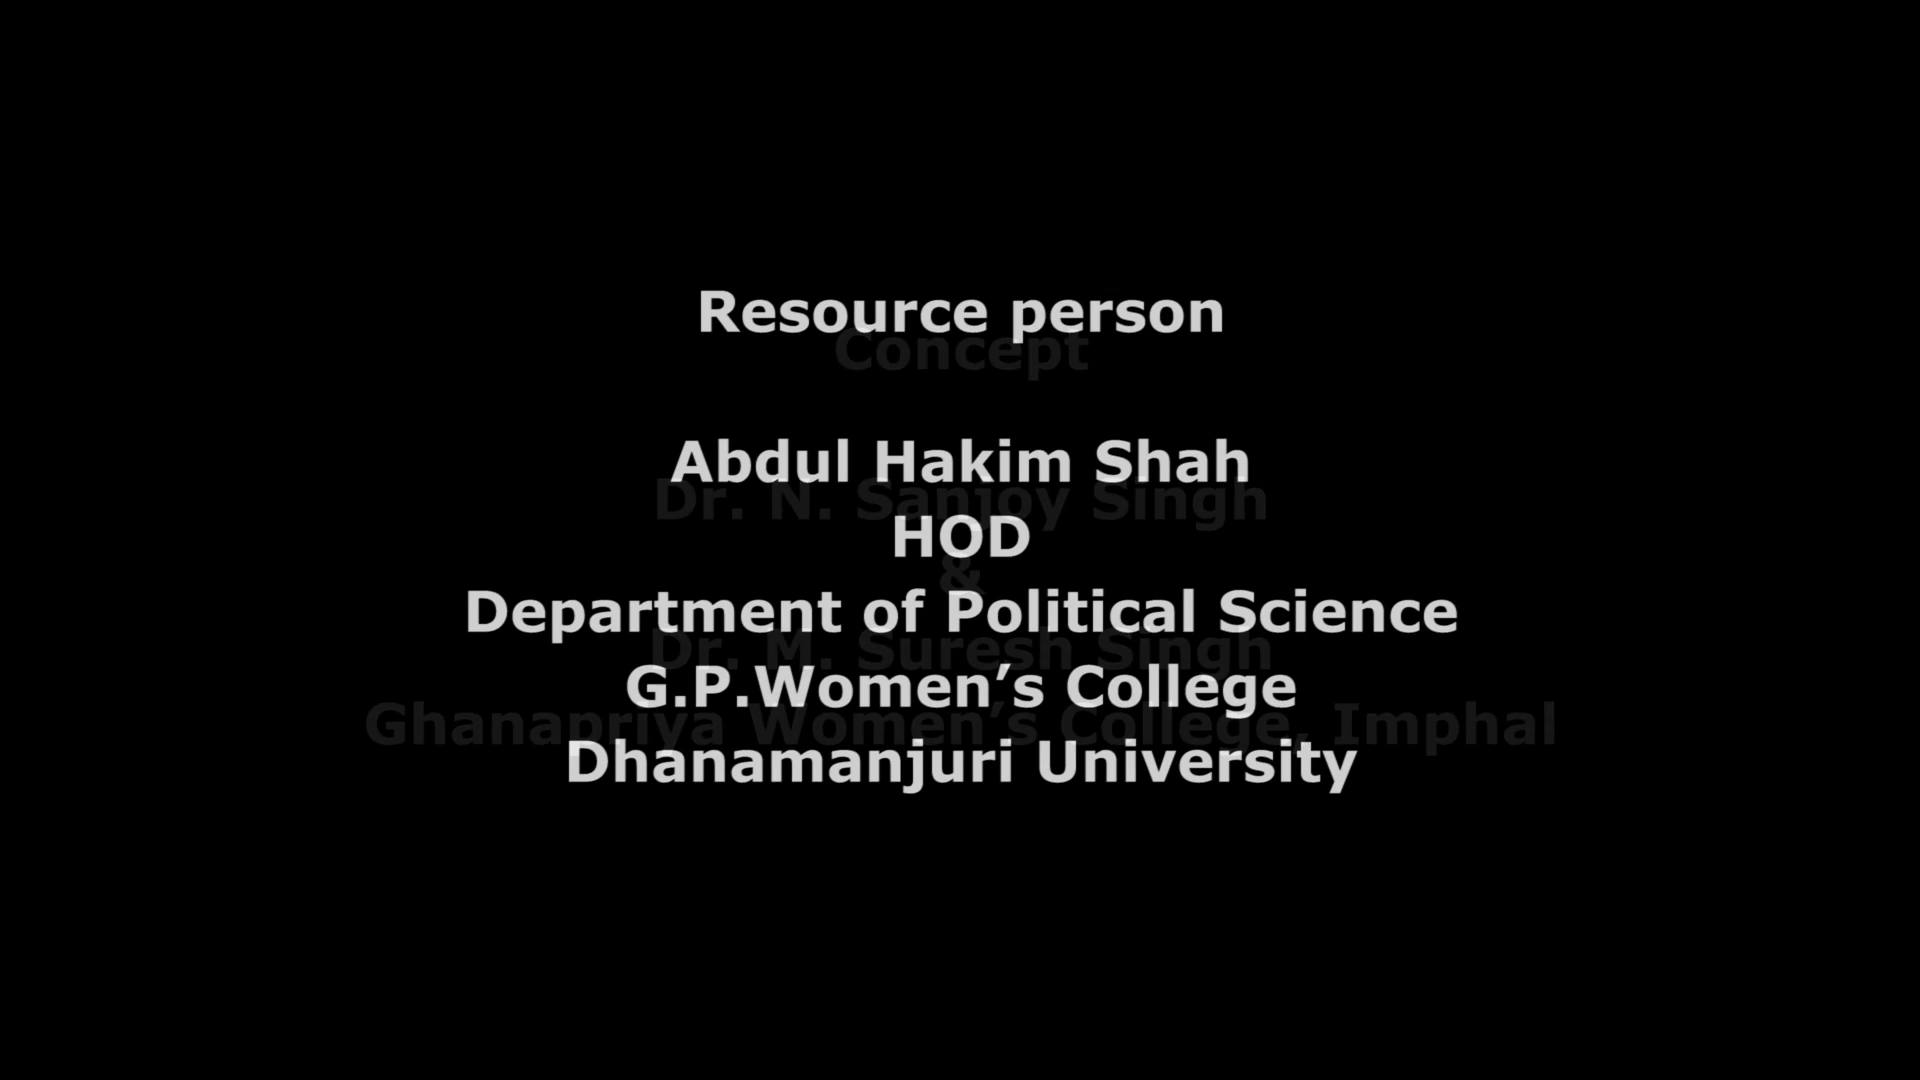 Resource person
Concept
Abdul Hakim Shah
Dr. N. Sanjoy Singh
HOD
&
Department of Political Science
Dr. M. Suresh Singh
G.P.Women’s College
Ghanapriya Women’s College, Imphal
Dhanamanjuri University